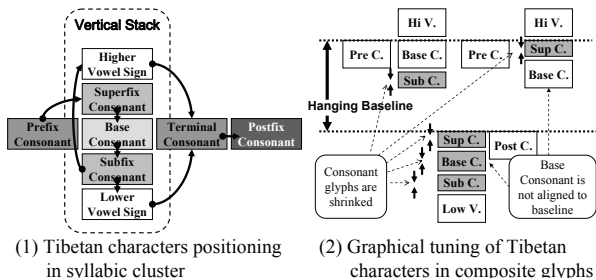 Vertical Stack
Higher
Vowel Sign
Superfix
Consonant
Prefix
Consonant
Base
Consonant
Terminal
Consonant
Postfix
Consonant
Subfix
Consonant
Lower
Vowel Sign
(1) Tibetan characters positioning
in syllabic cluster
Hi V.
Hi V.
Pre C.
Base C.
Pre C.
Sup C.
Base C.
Sub C.
Hanging Baseline
Sup C.
Post C.
Base C.
Sub C.
Low V.
Consonant
glyphs are
shrinked
Base
Consonant is
not aligned to
baseline
(2) Graphical tuning of Tibetan
characters in composite glyphs